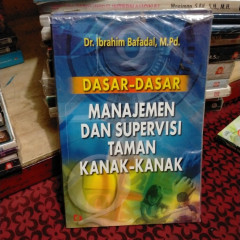 Dr. Ibrahim Bafadal, M.Pd.
DASAR-DASAR
MANAJEMEN
DAN SUPERVISI
TAMAN
KANAK-KANAK